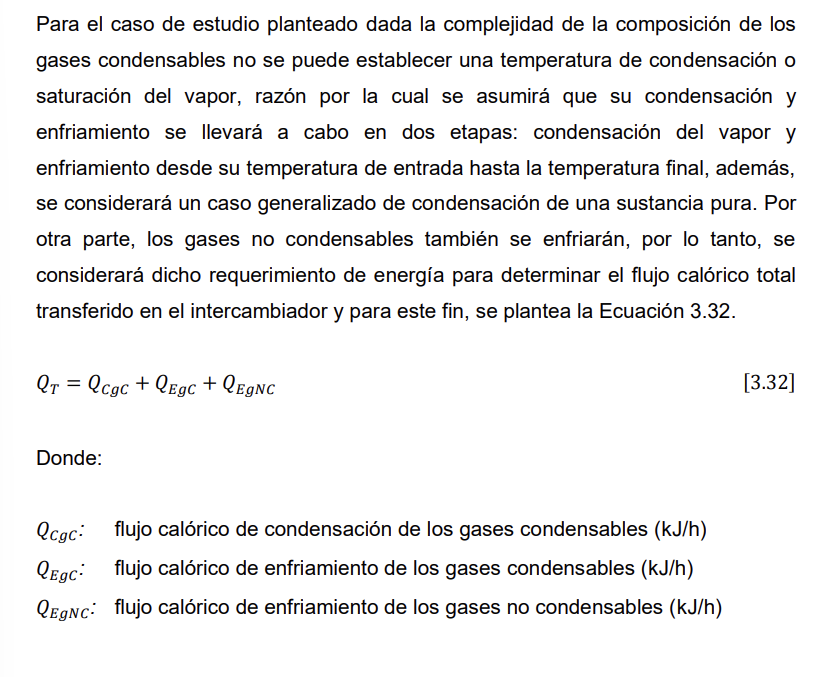 Para el caso de estudio planteado dada la complejidad de la composición de los
gases condensables no se puede establecer una temperatura de condensación o
saturación del vapor, razón por la cual se asumirá que su condensación y
enfriamiento se llevará a cabo en dos etapas: condensación del vapor y
enfriamiento desde su temperatura de entrada hasta la temperatura final, además,
se considerará un caso generalizado de condensación de una sustancia pura. Por
otra parte, los gases no condensables también se enfriarán, por lo tanto, se
considerará dicho requerimiento de energía para determinar el flujo calórico total
transferido en el intercambiador y para este fin, se plantea la Ecuación 3.32.
Q_T = Q_CgC + Q_EgC + Q_EgNC [3.32]
Donde:
Q_CgC: flujo calórico de condensación de los gases condensables (kJ/h)
Q_EgC: flujo calórico de enfriamiento de los gases condensables (kJ/h)
Q_EgNC: flujo calórico de enfriamiento de los gases no condensables (kJ/h)